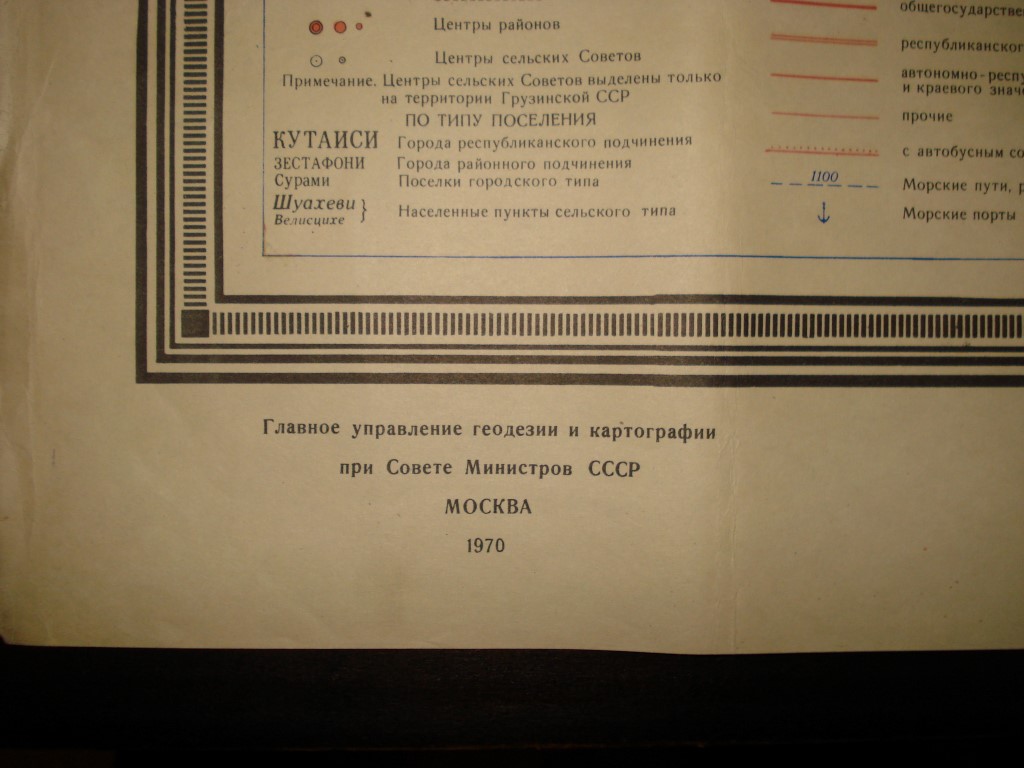 Центры районов
Центры сельских Советов
Примечание. Центры сельских Советов выделены только
на территории Грузинской ССР
ПО ТИПУ ПОСЕЛЕНИЯ
КУТАИСИ Города республиканского подчинения
ЗЕСТАФОНИ Города районного подчинения
Сурами Поселки городского типа
Шуахеви
Велисцихе } Населенные пункты сельского типа
общегосударстве
республиканског
автономно-респу
и краевого значе
прочие
с автобусным со
1100 Морские пути, р
Морские порты
Главное управление геодезии и картографии
при Совете Министров СССР
МОСКВА
1970